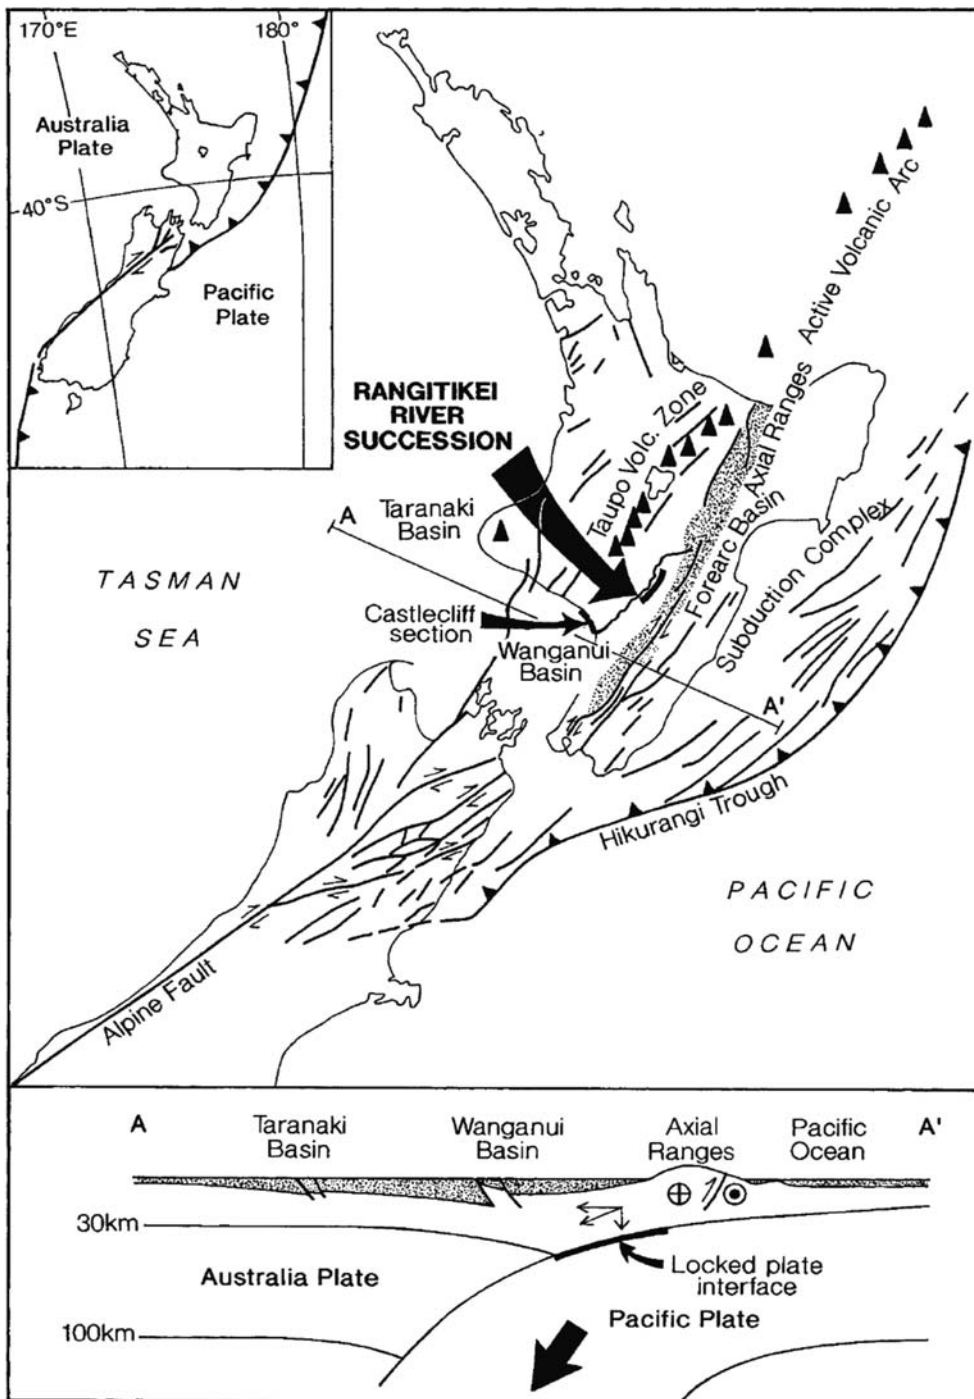 170°E
180°
Australia
Plate
40°S
Pacific
Plate
Active Volcanic Arc
RANGITIKEI
RIVER
SUCCESSION
Taupo Volc. Zone
Axial Ranges
A
Taranaki
Basin
Forearc Basin
Subduction Complex
TASMAN
SEA
Castlecliff
section
Wanganui
Basin
A'
Hikurangi Trough
PACIFIC
OCEAN
Alpine Fault
A
Taranaki
Basin
Wanganui
Basin
Axial
Ranges
Pacific
Ocean
A'
30km
Locked plate
interface
Australia Plate
Pacific Plate
100km